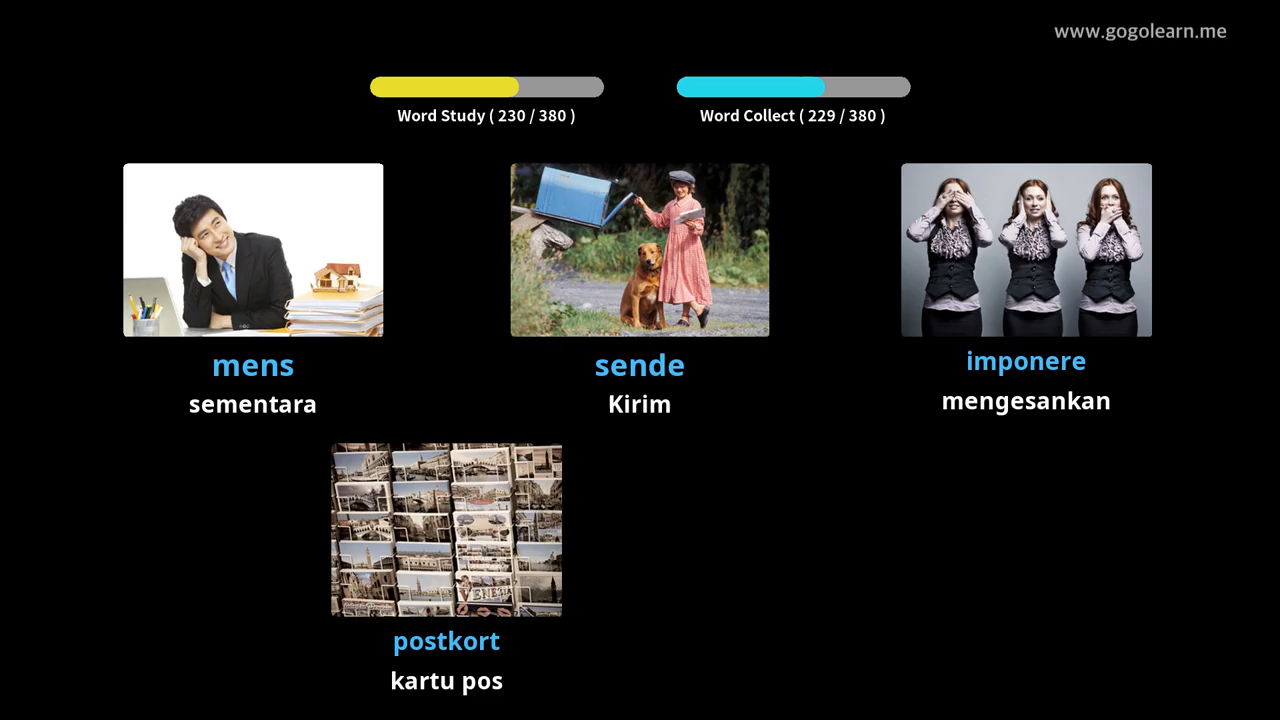 www.gogolearn.me
Word Study ( 230 / 380 )
Word Collect ( 229 / 380 )
mens
sementara
sende
Kirim
imponere
mengesankan
VENEZIA
postkort
kartu pos